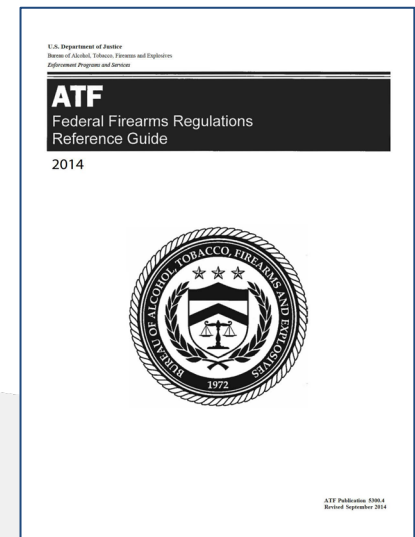 U.S. Department of Justice
Bureau of Alcohol, Tobacco, Firearms and Explosives
Enforcement Programs and Services
ATF
Federal Firearms Regulations
Reference Guide
2014
BUREAU OF ALCOHOL, TOBACCO, FIREARMS AND EXPLOSIVES
1972
ATF Publication 5300.4
Revised September 2014